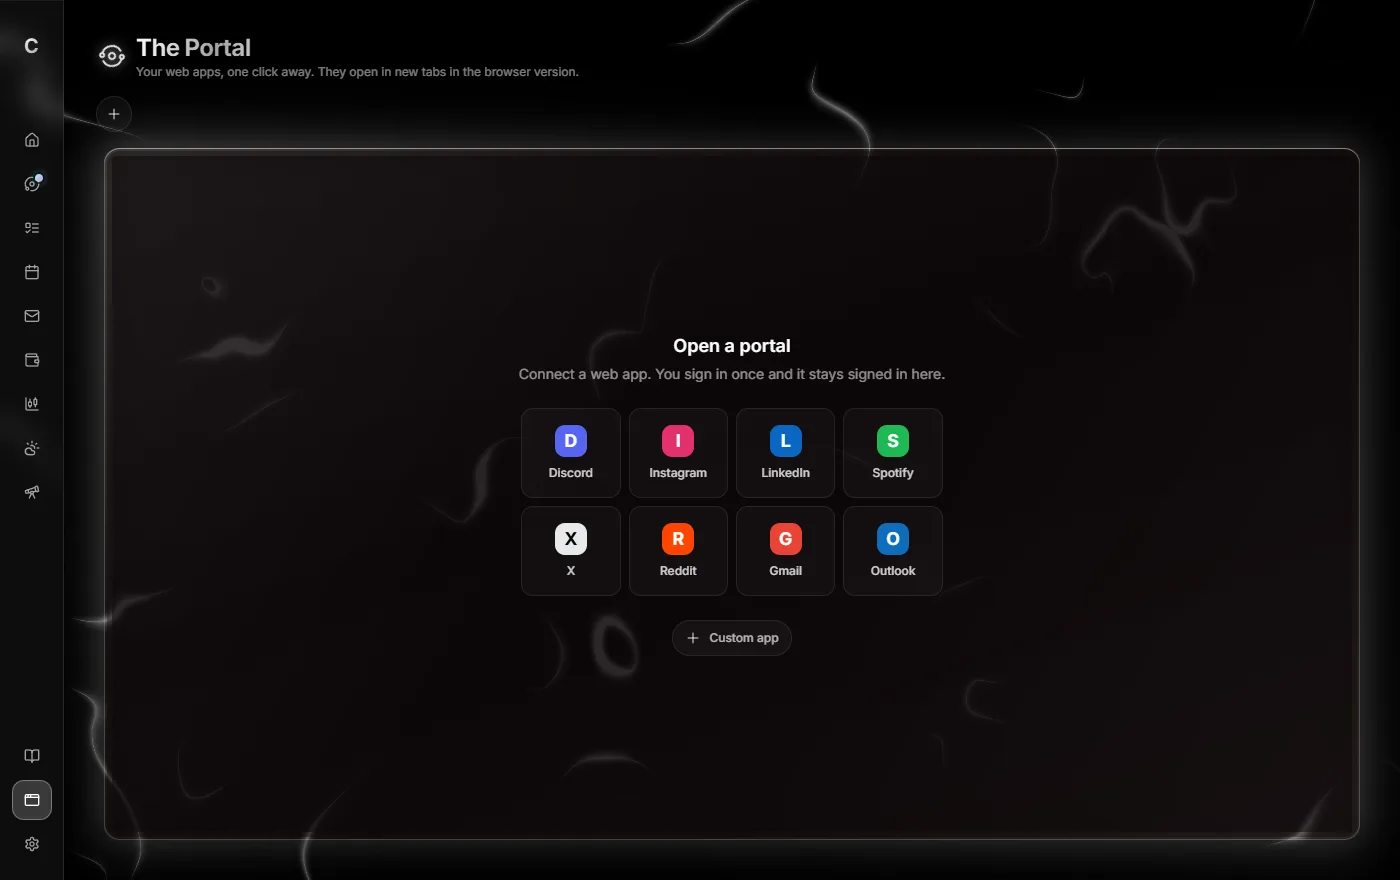 C
The Portal
Your web apps, one click away. They open in new tabs in the browser version.
Open a portal
Connect a web app. You sign in once and it stays signed in here.
D
I
L
S
Discord
Instagram
LinkedIn
Spotify
X
R
G
O
X
Reddit
Gmail
Outlook
Custom app